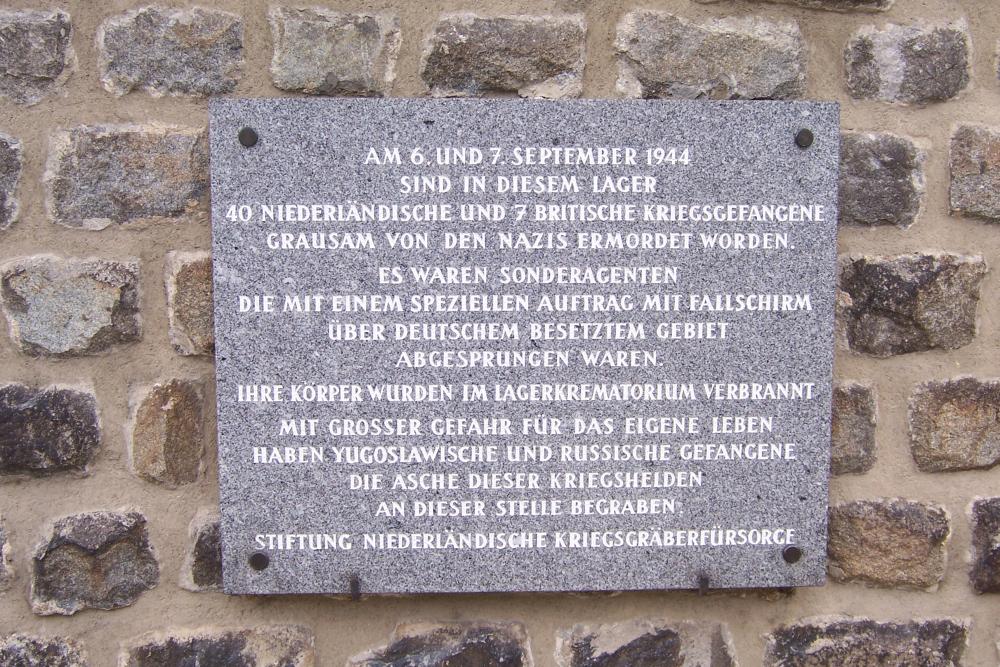 AM 6. UND 7. SEPTEMBER 1944
SIND IN DIESEM LAGER
40 NIEDERLÄNDISCHE UND 7 BRITISCHE KRIEGSGEFANGENE
GRAUSAM VON DEN NAZIS ERMORDET WORDEN.
ES WAREN SONDERAGENTEN
DIE MIT EINEM SPEZIELLEN AUFTRAG MIT FALLSCHIRM
ÜBER DEUTSCHEM BESETZTEM GEBIET
ABGESPRUNGEN WAREN.
IHRE KÖRPER WURDEN IM LAGERKREMATORIUM VERBRANNT
MIT GROSSER GEFAHR FÜR DAS EIGENE LEBEN
HABEN YUGOSLAWISCHE UND RUSSISCHE GEFANGENE
DIE ASCHE DIESER KRIEGSHELDEN
AN DIESER STELLE BEGRABEN.
STIFTUNG NIEDERLÄNDISCHE KRIEGSGRÄBERFÜRSORGE